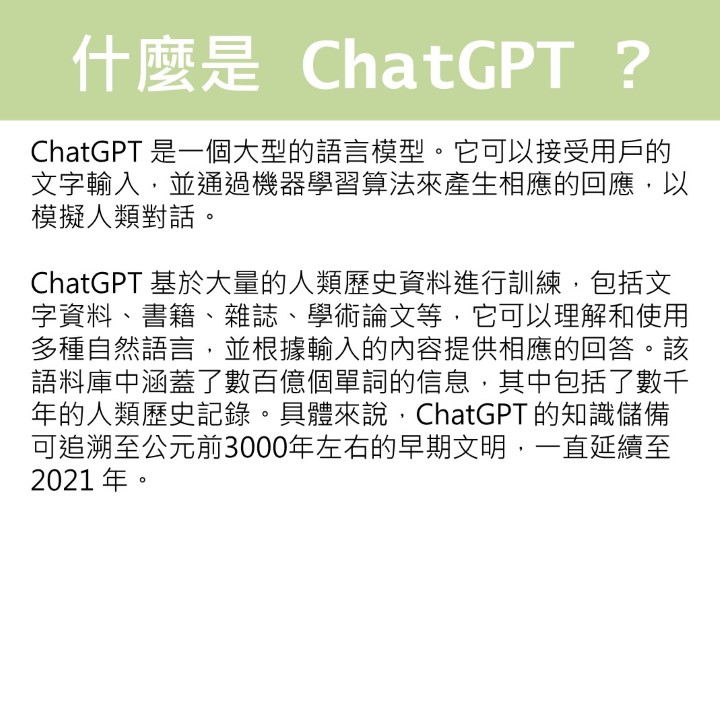 什麼是 ChatGPT ?
ChatGPT 是一個大型的語言模型。它可以接受用戶的
文字輸入，並通過機器學習算法來產生相應的回應，以
模擬人類對話。
ChatGPT 基於大量的人類歷史資料進行訓練，包括文
字資料、書籍、雜誌、學術論文等，它可以理解和使用
多種自然語言，並根據輸入的內容提供相應的回答。該
語料庫中涵蓋了數百億個單詞的信息，其中包括了數千
年的人類歷史記錄。具體來說，ChatGPT 的知識儲備
可追溯至公元前3000年左右的早期文明，一直延續至
2021 年。